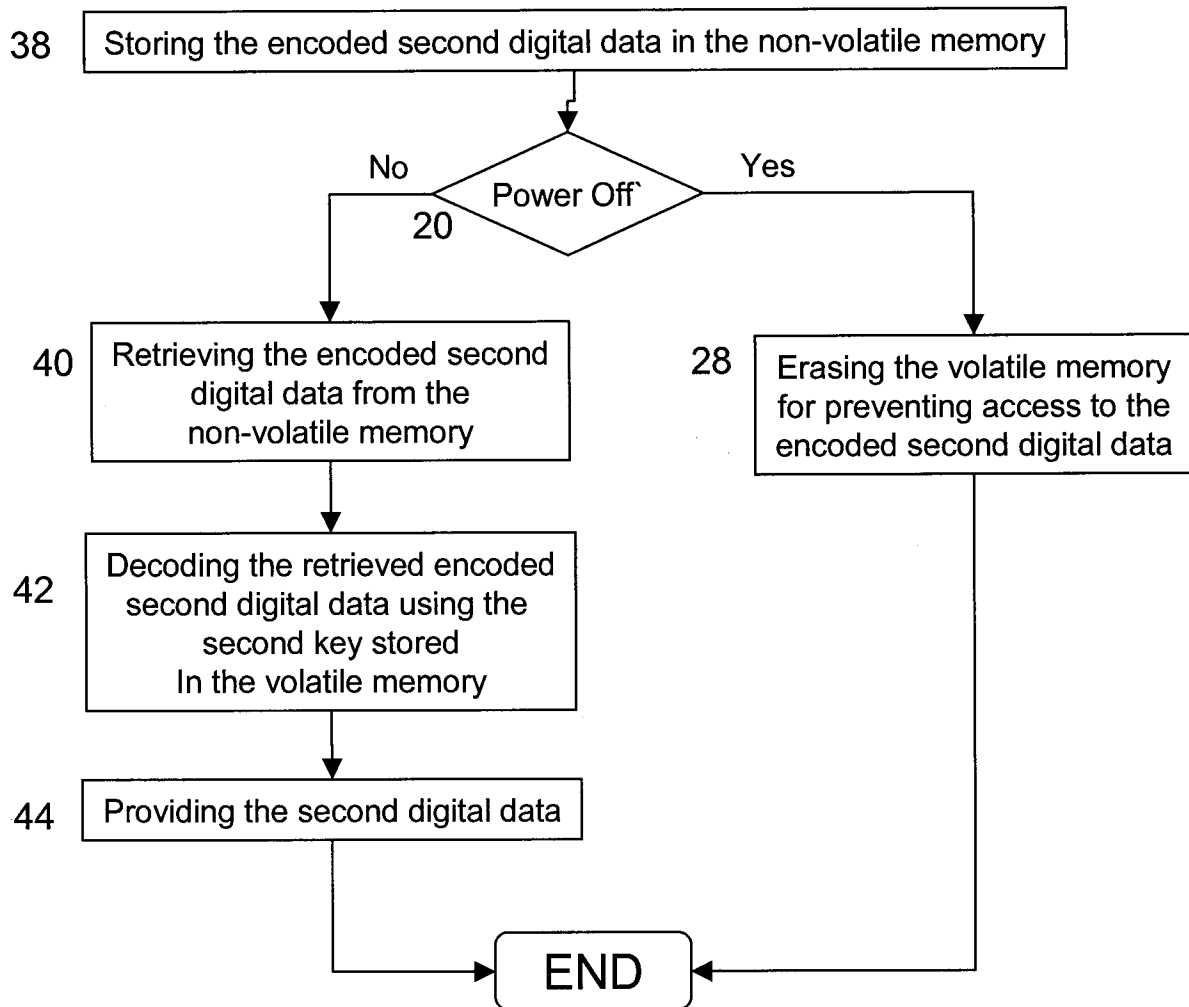 38
Storing the encoded second digital data in the non-volatile memory
No
Yes
Power Off`
20
40
Retrieving the encoded second
digital data from the
non-volatile memory
28
Erasing the volatile memory
for preventing access to the
encoded second digital data
42
Decoding the retrieved encoded
second digital data using the
second key stored
In the volatile memory
44
Providing the second digital data
END